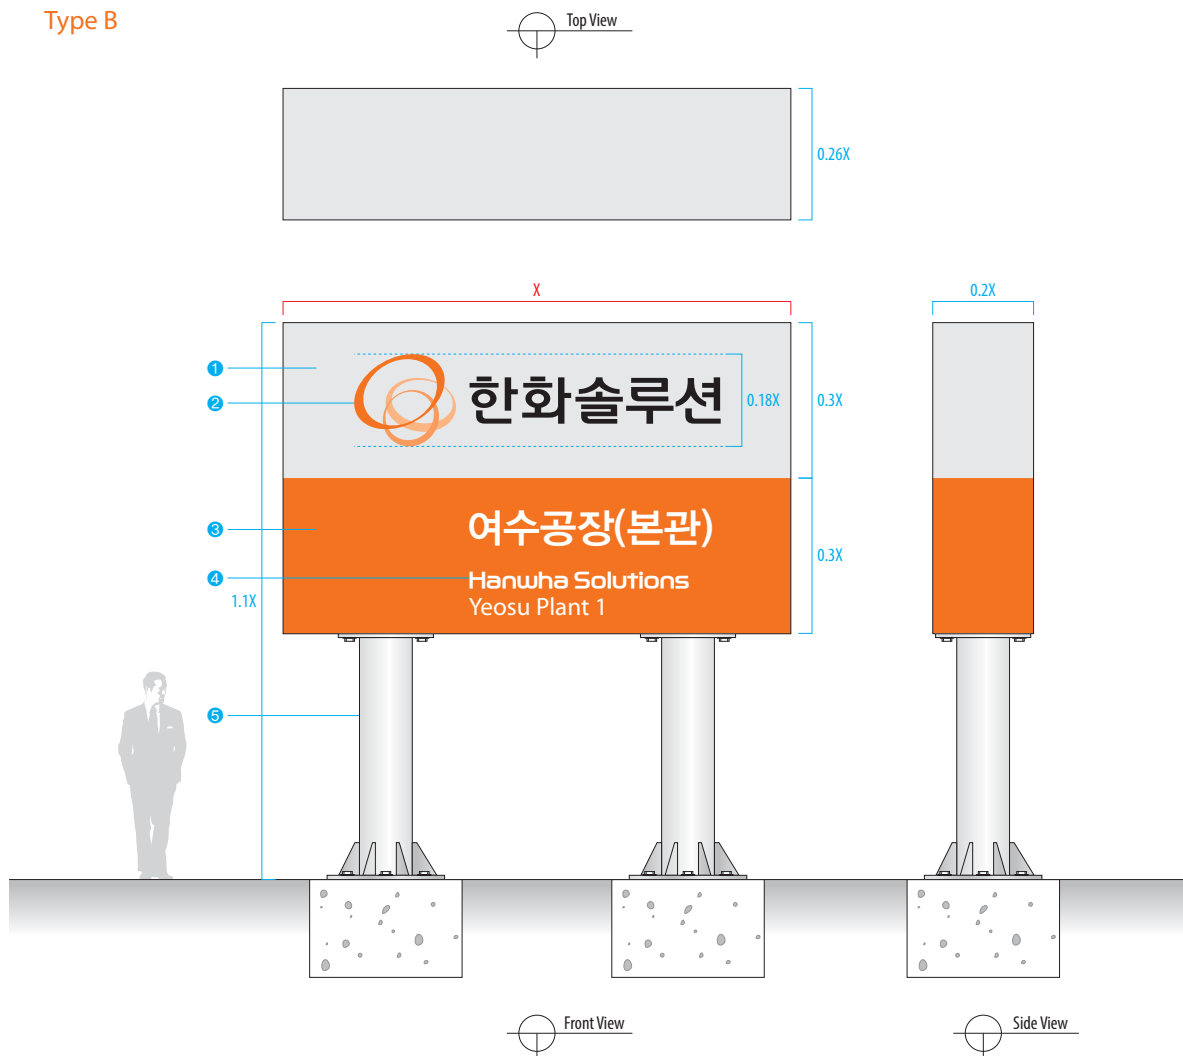 Type B
Top View
0.26X
X
0.2X
1
2
한화솔루션
0.18X
0.3X
3
여수공장(본관)
0.3X
4
Hanwha Solutions
1.1X
Yeosu Plant 1
5
Front View
Side View